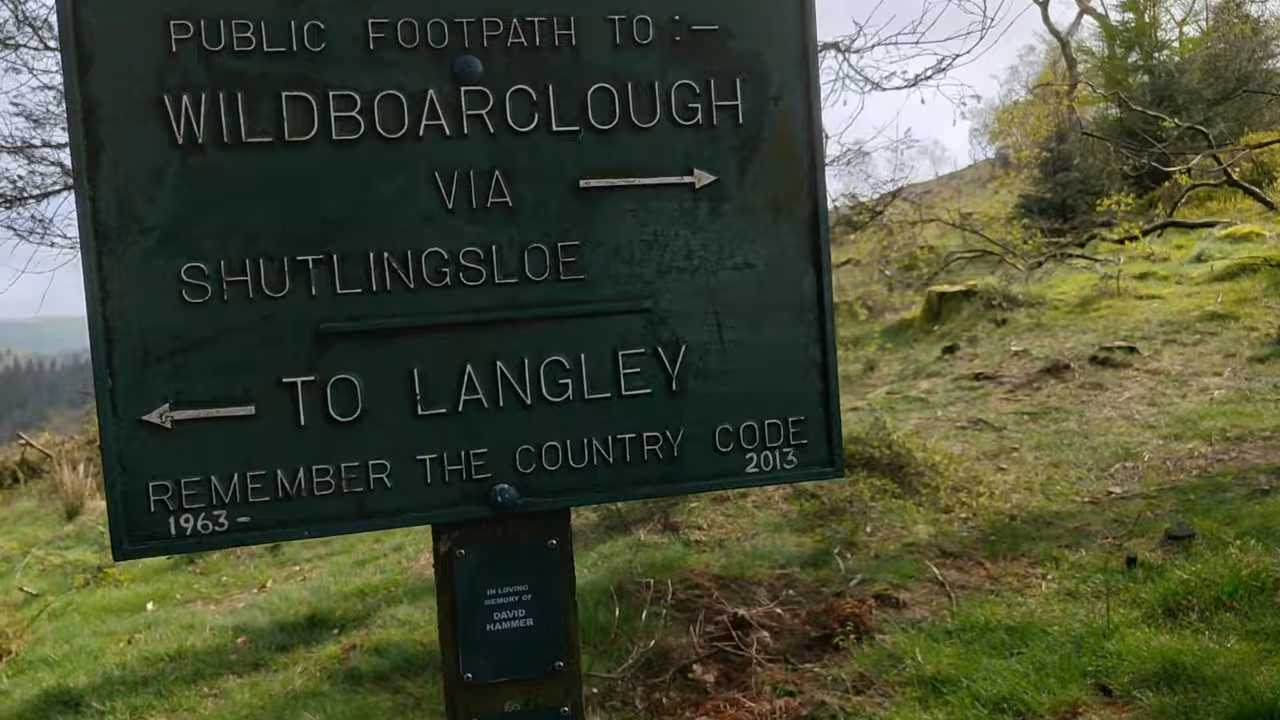 PUBLIC FOOTPATH TO :–
WILDBOARCLOUGH
VIA
SHUTLINGSLOE
TO LANGLEY
REMEMBER THE COUNTRY CODE
1963 – 2013
IN LOVING
MEMORY OF
DAVID
HAMMER